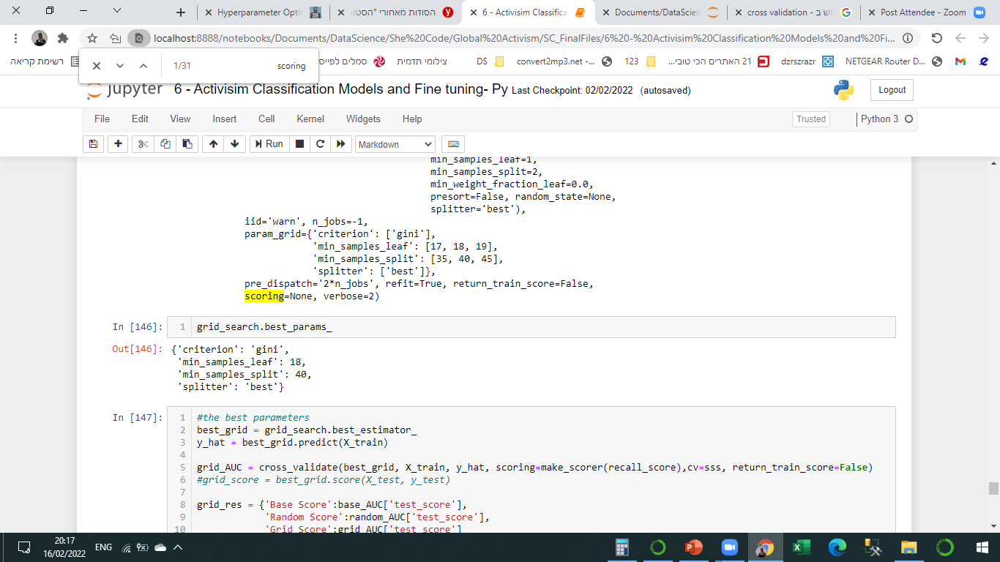 Hyperparameter Optir
הסודות מאחורי "הסטור
6 - Activisim Classifica
Documents/DataScien
cross validation - חיפוש ב
Post Attendee - Zoom
localhost:8888/notebooks/Documents/DataScience/She%20Code/Global%20Activism/SC_FinalFiles/6%20-%20Activisim%20Classification%20Models%20and%20Fi...
רשימת קריאה
סמלים לפייס
צילומי תדמית
DS
convert2mp3.net -...
123
21 האתרים הכי טובי...
dzrszrazr
NETGEAR Router D...
1/31
scoring
jupyter 6 - Activisim Classification Models and Fine tuning- Py Last Checkpoint: 02/02/2022 (autosaved)
Logout
File Edit View Insert Cell Kernel Widgets Help
Trusted
Python 3
Run
Markdown
min_samples_leaf=1,
min_samples_split=2,
min_weight_fraction_leaf=0.0,
presort=False, random_state=None,
splitter='best'),
iid='warn', n_jobs=-1,
param_grid={'criterion': ['gini'],
'min_samples_leaf': [17, 18, 19],
'min_samples_split': [35, 40, 45],
'splitter': ['best']},
pre_dispatch='2*n_jobs', refit=True, return_train_score=False,
scoring=None, verbose=2)
In [146]: 1 grid_search.best_params_
Out[146]: {'criterion': 'gini',
'min_samples_leaf': 18,
'min_samples_split': 40,
'splitter': 'best'}
In [147]: 1 #the best parameters
2 best_grid = grid_search.best_estimator_
3 y_hat = best_grid.predict(X_train)
4
5 grid_AUC = cross_validate(best_grid, X_train, y_hat, scoring=make_scorer(recall_score),cv=sss, return_train_score=False)
6 #grid_score = best_grid.score(X_test, y_test)
7
8 grid_res = {'Base Score':base_AUC['test_score'],
9 'Random Score':random_AUC['test_score'],
10 'Grid Score':grid_AUC['test_score']
20:17
16/02/2022
ENG